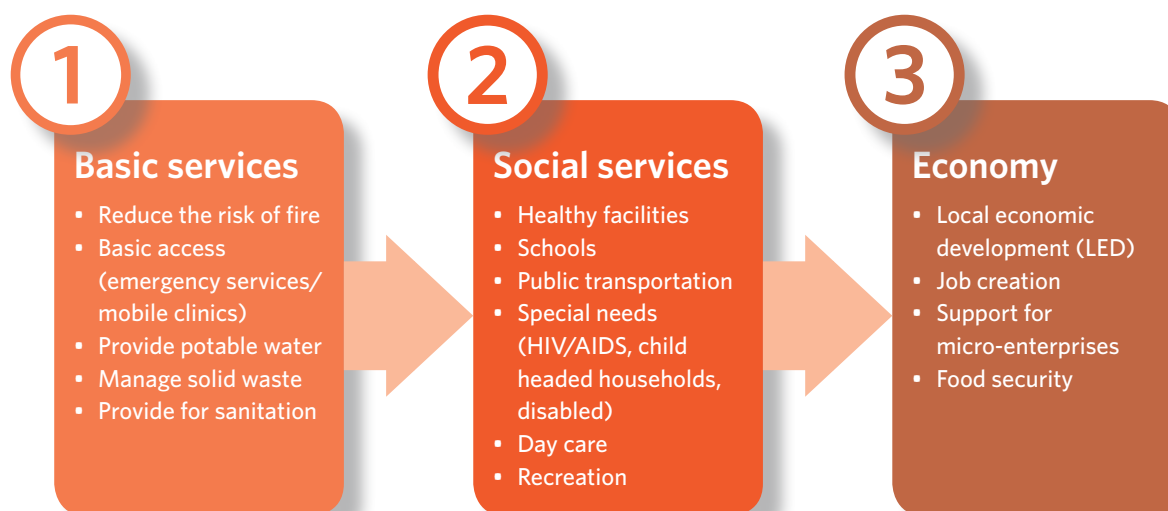 1
Basic services
▪ Reduce the risk of fire
▪ Basic access
(emergency services/
mobile clinics)
▪ Provide potable water
▪ Manage solid waste
▪ Provide for sanitation
2
Social services
▪ Healthy facilities
▪ Schools
▪ Public transportation
▪ Special needs
(HIV/AIDS, child
headed households,
disabled)
▪ Day care
▪ Recreation
3
Economy
▪ Local economic
development (LED)
▪ Job creation
▪ Support for
micro-enterprises
▪ Food security